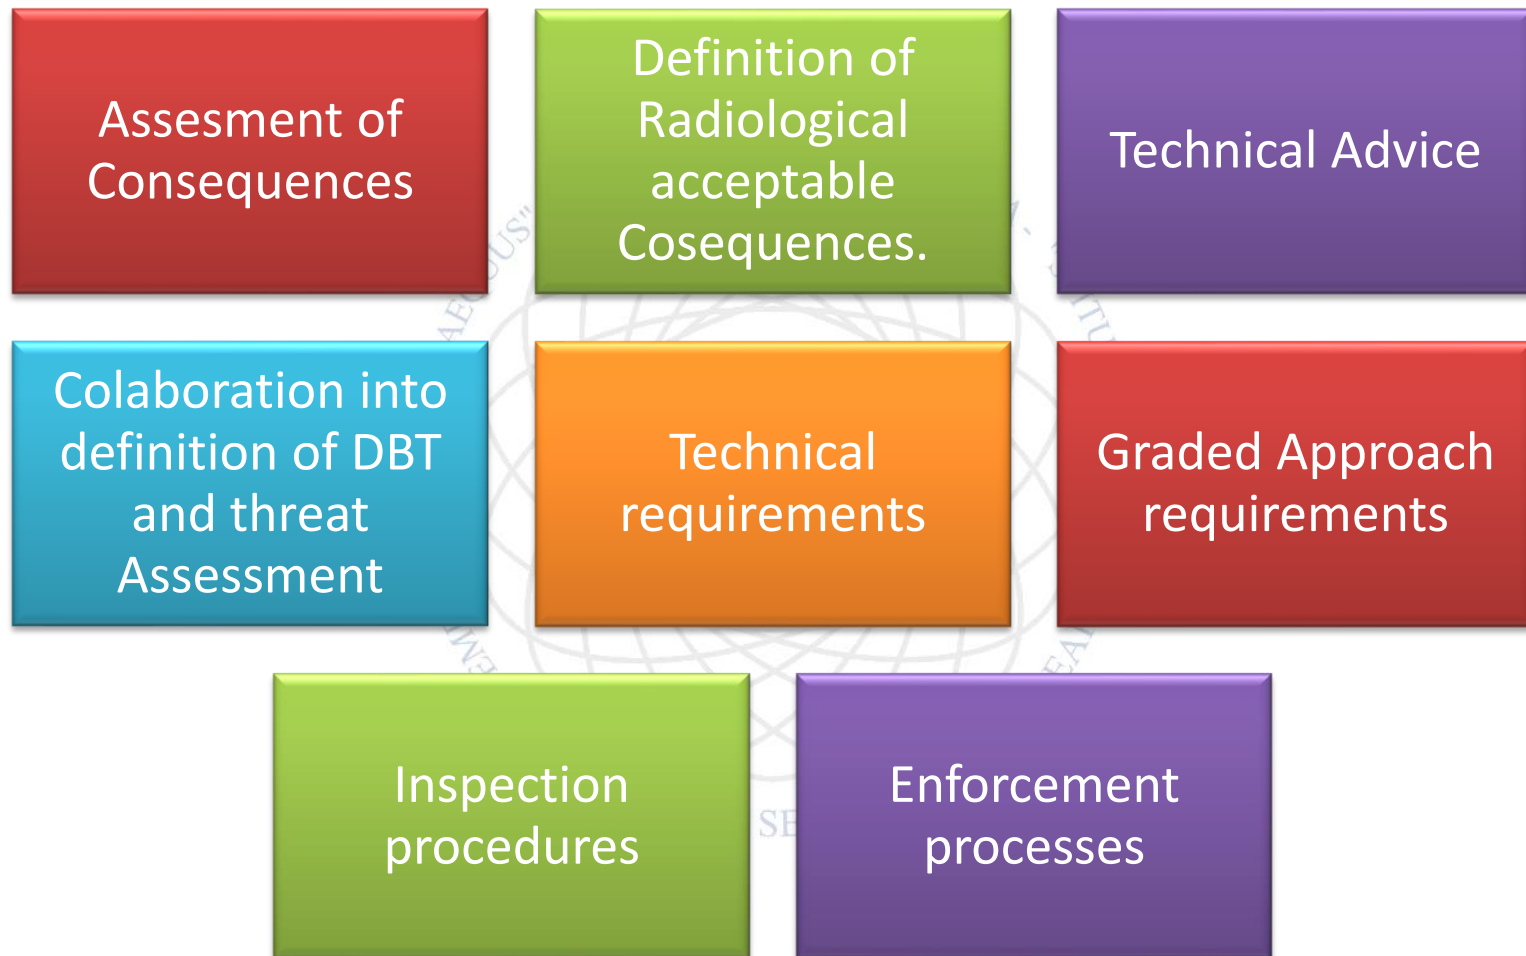 Assesment of
Consequences
Definition of
Radiological
acceptable
Cosequences.
Technical Advice
Colaboration into
definition of DBT
and threat
Assessment
Technical
requirements
Graded Approach
requirements
Inspection
procedures
Enforcement
processes